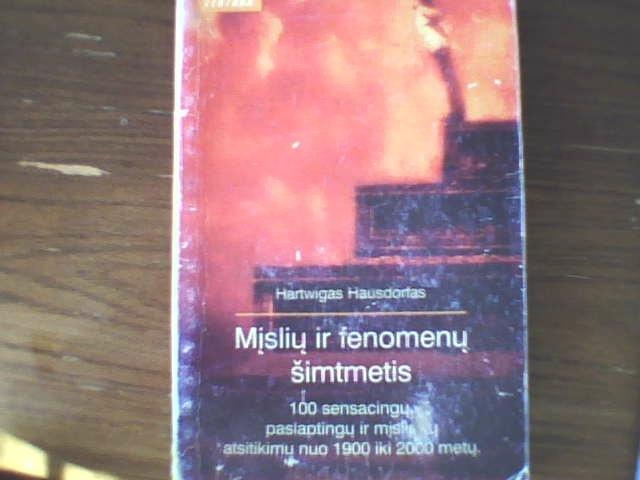 Hartwigas Hausdorfas
Mįslių ir fenomenų
šimtmetis
100 sensacingų,
paslaptingų ir
atsitikimų nuo 1900 iki 2000 metų